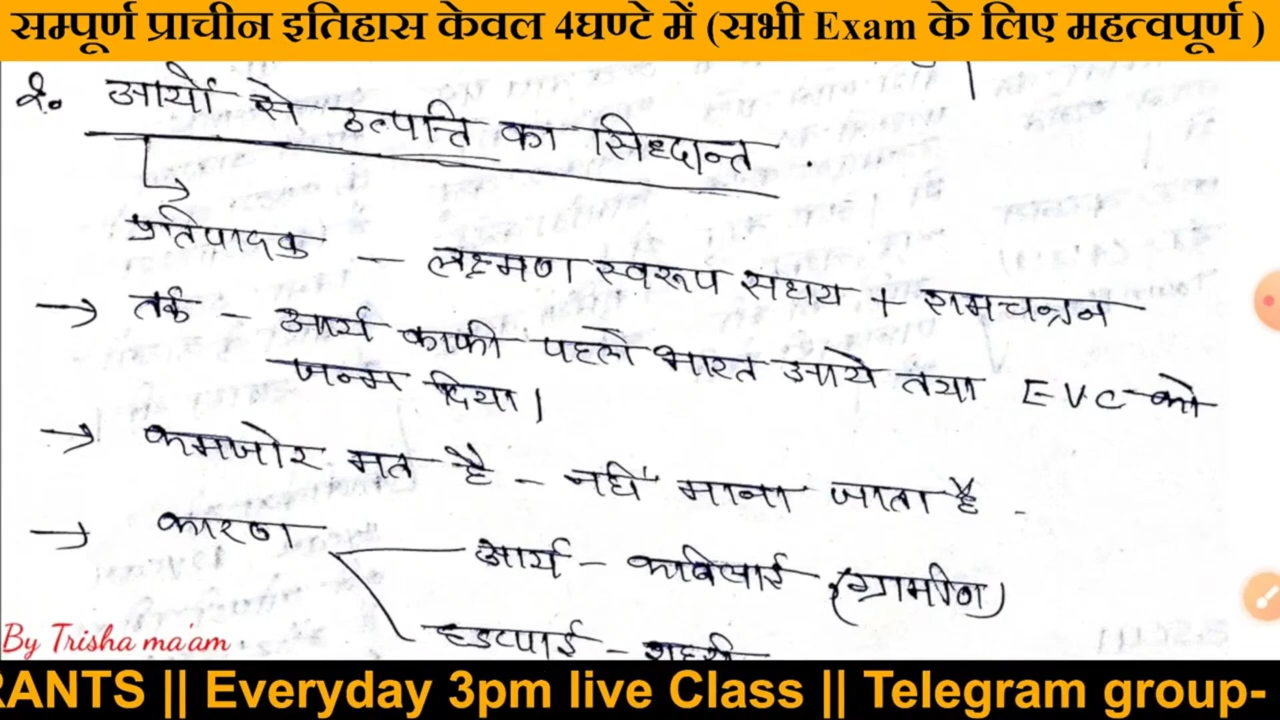 सम्पूर्ण प्राचीन इतिहास केवल 4घण्टे में (सभी Exam के लिए महत्वपूर्ण )
2. आर्यों से उत्पत्ति का सिध्दान्त .
प्रतिपादक - लक्ष्मण स्वरूप + रामचन्द्रन
→ तर्क - आर्य काफी पहले भारत आये तथा को
जन्म दिया।
→ कमजोर मत है - नहीं माना जाता है -
→ कारण
आर्य - कबिलाई (ग्रामीण)
हडप्पाई - शहरी
By Trisha ma'am
RANTS || Everyday 3pm live Class || Telegram group-